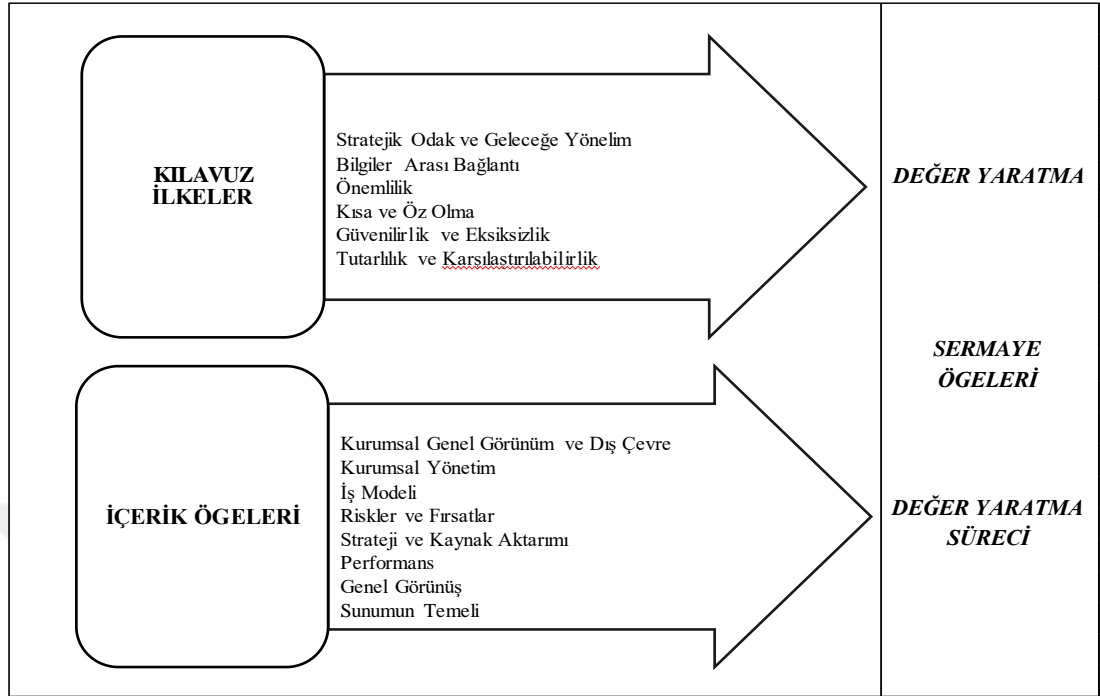 KILAVUZ
İLKELER
Stratejik Odak ve Geleceğe Yönelim
Bilgiler Arası Bağlantı
Önemlilik
Kısa ve Öz Olma
Güvenilirlik ve Eksiksizlik
Tutarlılık ve Karşılaştırılabilirlik
İÇERİK ÖGELERİ
Kurumsal Genel Görünüm ve Dış Çevre
Kurumsal Yönetim
İş Modeli
Riskler ve Fırsatlar
Strateji ve Kaynak Aktarımı
Performans
Genel Görünüş
Sunumun Temeli
DEĞER YARATMA
SERMAYE
ÖGELERİ
DEĞER YARATMA
SÜRECİ